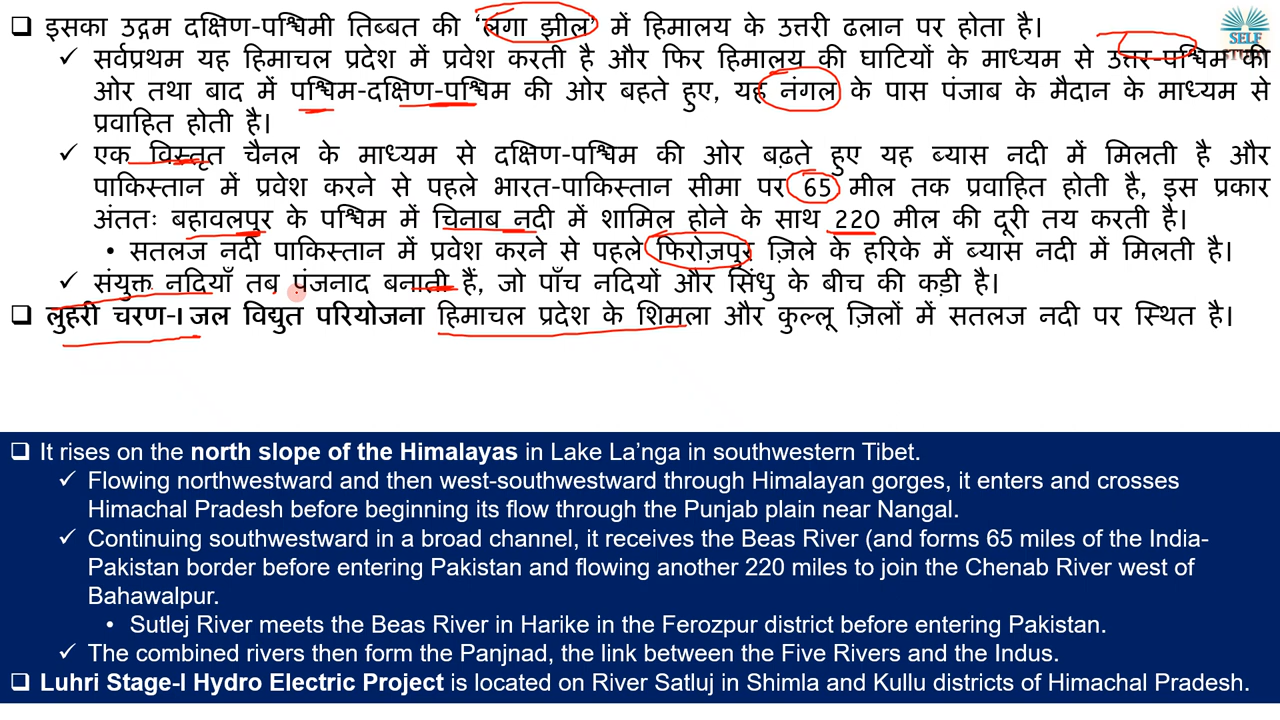 ❑ इसका उद्गम दक्षिण-पश्चिमी तिब्बत की ‘लंगा झील’ में हिमालय के उत्तरी ढलान पर होता है।
SELF
✓ सर्वप्रथम यह हिमाचल प्रदेश में प्रवेश करती है और फिर हिमालय की घाटियों के माध्यम से उत्तर-पश्चिम की
ओर तथा बाद में पश्चिम-दक्षिण-पश्चिम की ओर बहते हुए, यह नंगल के पास पंजाब के मैदान के माध्यम से
प्रवाहित होती है।
✓ एक विस्तृत चैनल के माध्यम से दक्षिण-पश्चिम की ओर बढ़ते हुए यह ब्यास नदी में मिलती है और
पाकिस्तान में प्रवेश करने से पहले भारत-पाकिस्तान सीमा पर 65 मील तक प्रवाहित होती है, इस प्रकार
अंततः बहावलपुर के पश्चिम में चिनाब नदी में शामिल होने के साथ 220 मील की दूरी तय करती है।
• सतलज नदी पाकिस्तान में प्रवेश करने से पहले फिरोज़पुर ज़िले के हरिके में ब्यास नदी में मिलती है।
✓ संयुक्त नदियाँ तब पंजनाद बनाती हैं, जो पाँच नदियों और सिंधु के बीच की कड़ी है।
❑ लुहरी चरण-I जल विद्युत परियोजना हिमाचल प्रदेश के शिमला और कुल्लू ज़िलों में सतलज नदी पर स्थित है।
❑ It rises on the north slope of the Himalayas in Lake La’nga in southwestern Tibet.
✓ Flowing northwestward and then west-southwestward through Himalayan gorges, it enters and crosses
Himachal Pradesh before beginning its flow through the Punjab plain near Nangal.
✓ Continuing southwestward in a broad channel, it receives the Beas River (and forms 65 miles of the India-
Pakistan border before entering Pakistan and flowing another 220 miles to join the Chenab River west of
Bahawalpur.
• Sutlej River meets the Beas River in Harike in the Ferozpur district before entering Pakistan.
✓ The combined rivers then form the Panjnad, the link between the Five Rivers and the Indus.
❑ Luhri Stage-I Hydro Electric Project is located on River Satluj in Shimla and Kullu districts of Himachal Pradesh.